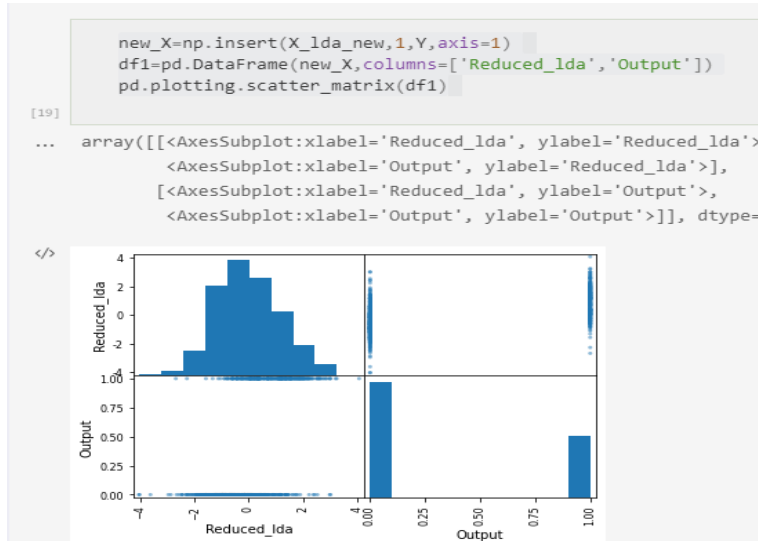 new_X=np.insert(X_lda_new,1,Y,axis=1)
df1=pd.DataFrame(new_X,columns=['Reduced_lda','Output'])
pd.plotting.scatter_matrix(df1)
[19]
... array([[<AxesSubplot:xlabel='Reduced_lda', ylabel='Reduced_lda'>
<AxesSubplot:xlabel='Output', ylabel='Reduced_lda'>],
[<AxesSubplot:xlabel='Reduced_lda', ylabel='Output'>,
<AxesSubplot:xlabel='Output', ylabel='Output'>]], dtype=
</>
4
2
0
-2
-4
Reduced_lda
1.00
0.75
0.50
0.25
0.00
Output
-4 -2 0 2 4 0.00 0.25 0.50 0.75 1.00
Reduced_lda Output